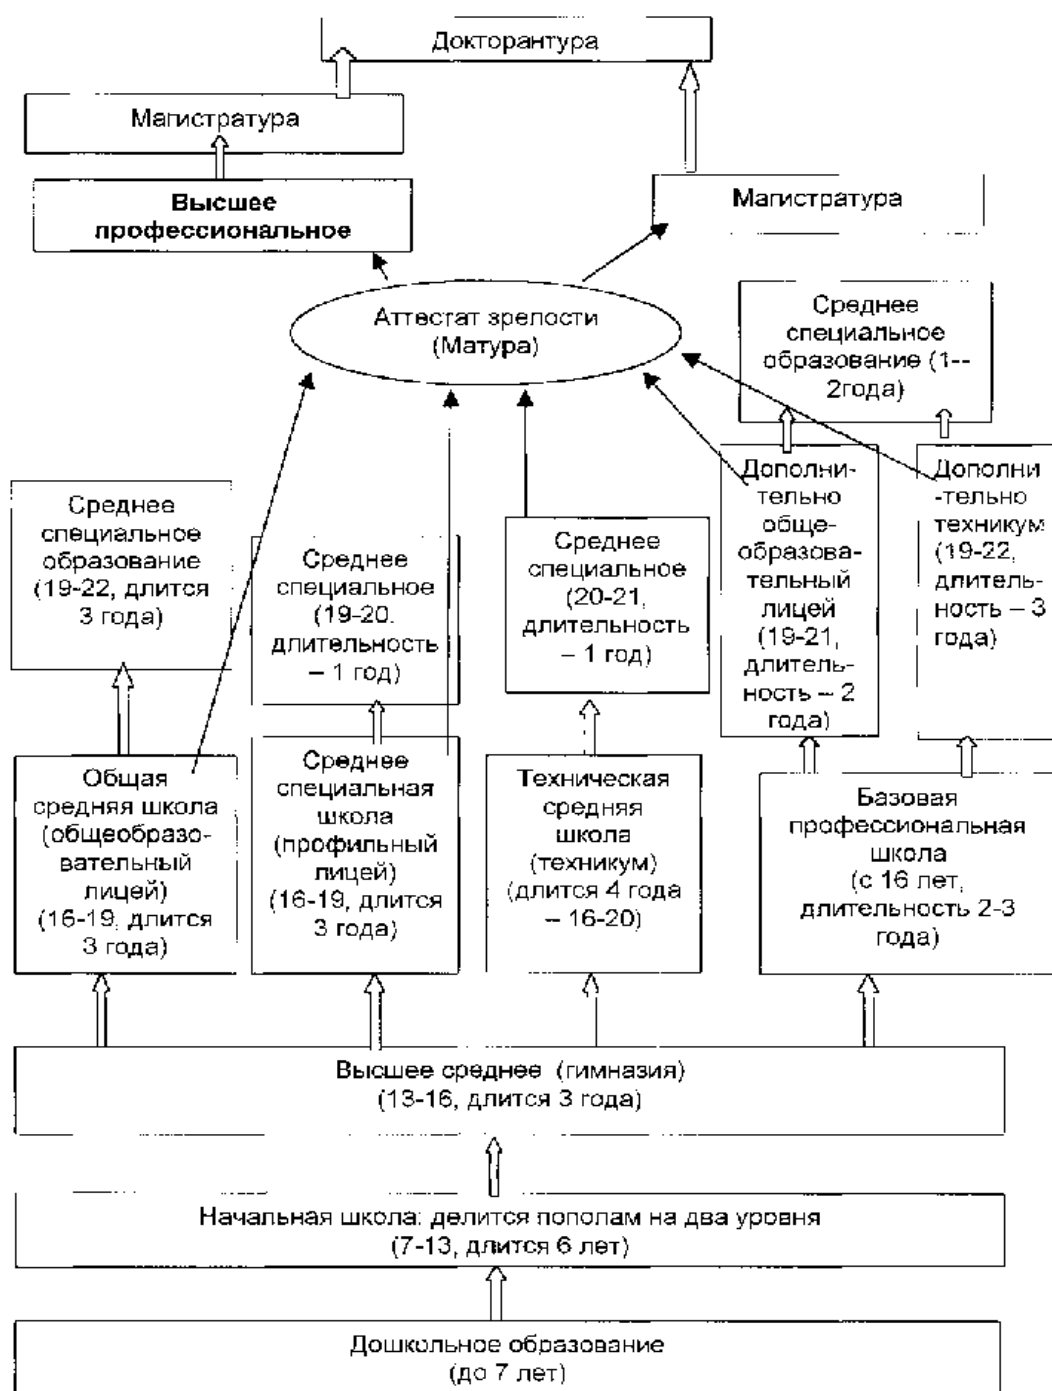 Докторантура
Магистратура
Высшее
профессиональное
Магистратура
Аттестат зрелости
(Матура)
Среднее
специальное
образование (1--
2года)
Среднее
специальное
образование
(19-22, длится
3 года)
Среднее
специальное
(19-20.
длительность
– 1 год)
Среднее
специальное
(20-21,
длительность
– 1 год)
Дополни-
тельно
обще-
образова-
тельный
лицей
(19-21,
длитель-
ность – 2
года)
Дополни
-тельно
техникум
(19-22,
длитель-
ность – 3
года)
Общая
средняя школа
(общеобразо-
вательный
лицей)
(16-19, длится
3 года)
Среднее
специальная
школа
(профильный
лицей)
(16-19, длится
3 года)
Техническая
средняя
школа
(техникум)
(длится 4 года
– 16-20)
Базовая
профессиональная
школа
(с 16 лет,
длительность 2-3
года)
Высшее среднее (гимназия)
(13-16, длится 3 года)
Начальная школа: делится пополам на два уровня
(7-13, длится 6 лет)
Дошкольное образование
(до 7 лет)